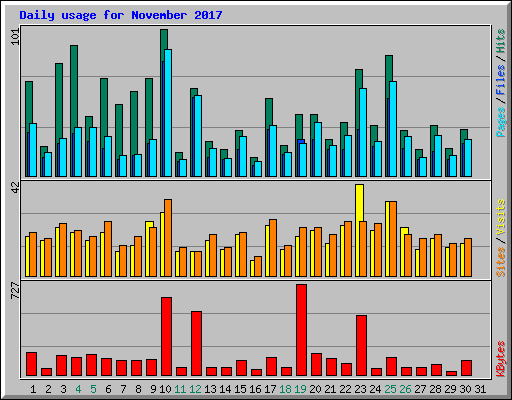 Daily usage for November 2017
101
Pages / Files / Hits
42
Sites / Visits
727
KBytes
1 2 3 4 5 6 7 8 9 10 11 12 13 14 15 16 17 18 19 20 21 22 23 24 25 26 27 28 29 30 31